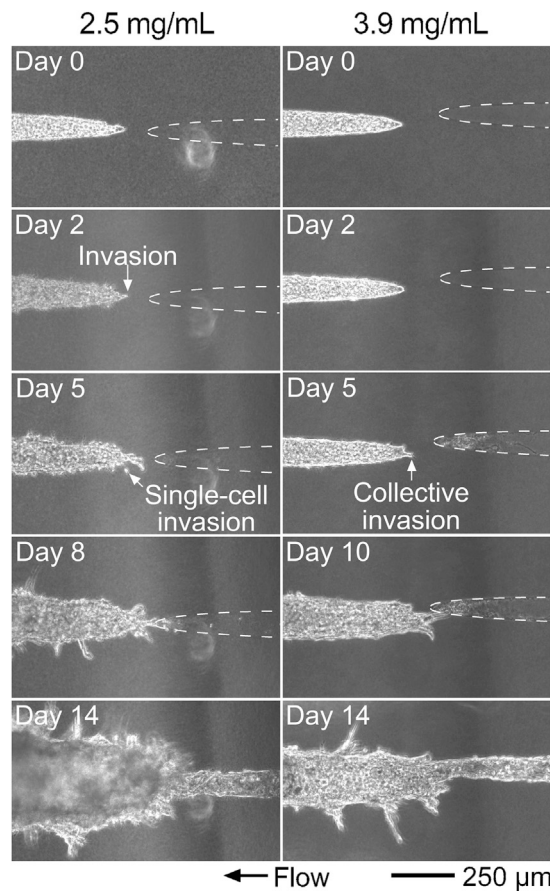 2.5 mg/mL
3.9 mg/mL
Day 0
Day 0
Day 2
Invasion
Day 2
Day 5
Single-cell
invasion
Day 5
Collective
invasion
Day 8
Day 10
Day 14
Day 14
Flow
250 µm